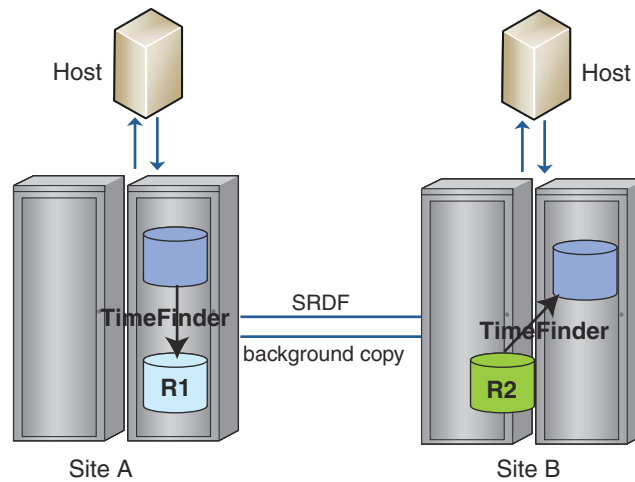 Host
Host
SRDF
TimeFinder
TimeFinder
background copy
R1
R2
Site A
Site B